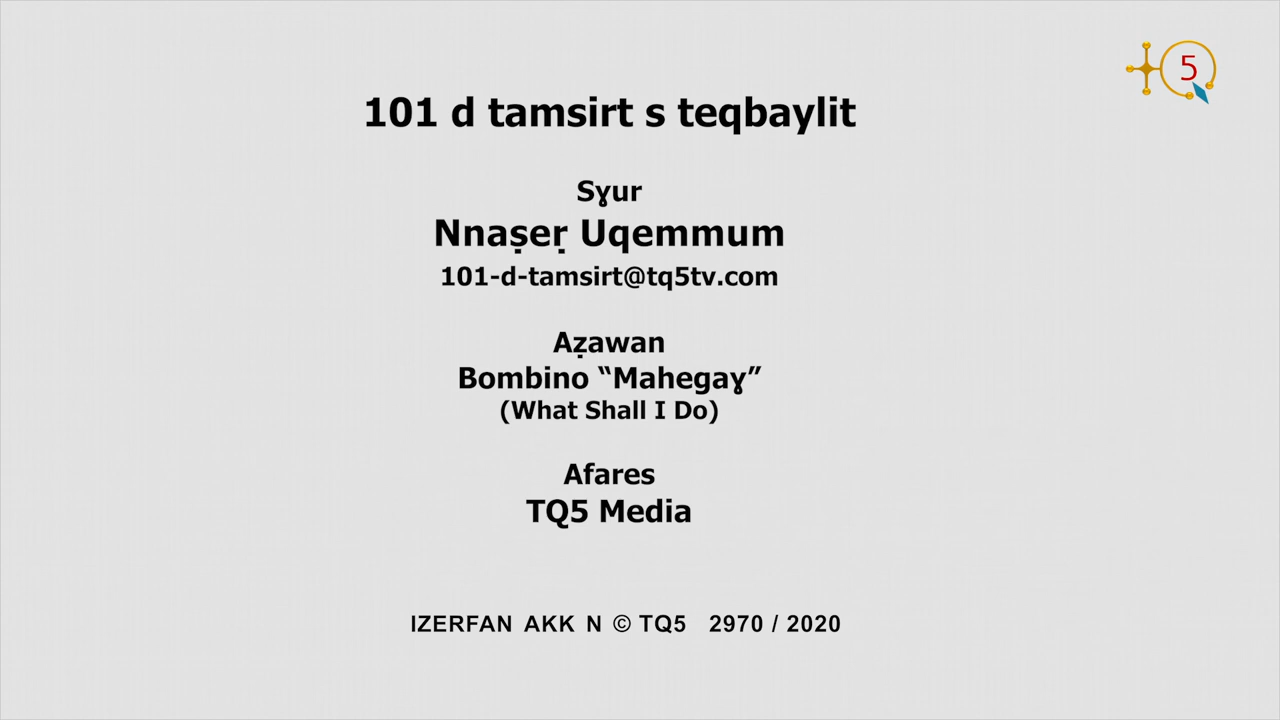 5
101 d tamsirt s teqbaylit
Sɣur
Nnaṣeṛ Uqemmum
101-d-tamsirt@tq5tv.com
Aẓawan
Bombino “Mahegaɣ”
(What Shall I Do)
Afares
TQ5 Media
IZERFAN AKK N © TQ5 2970 / 2020